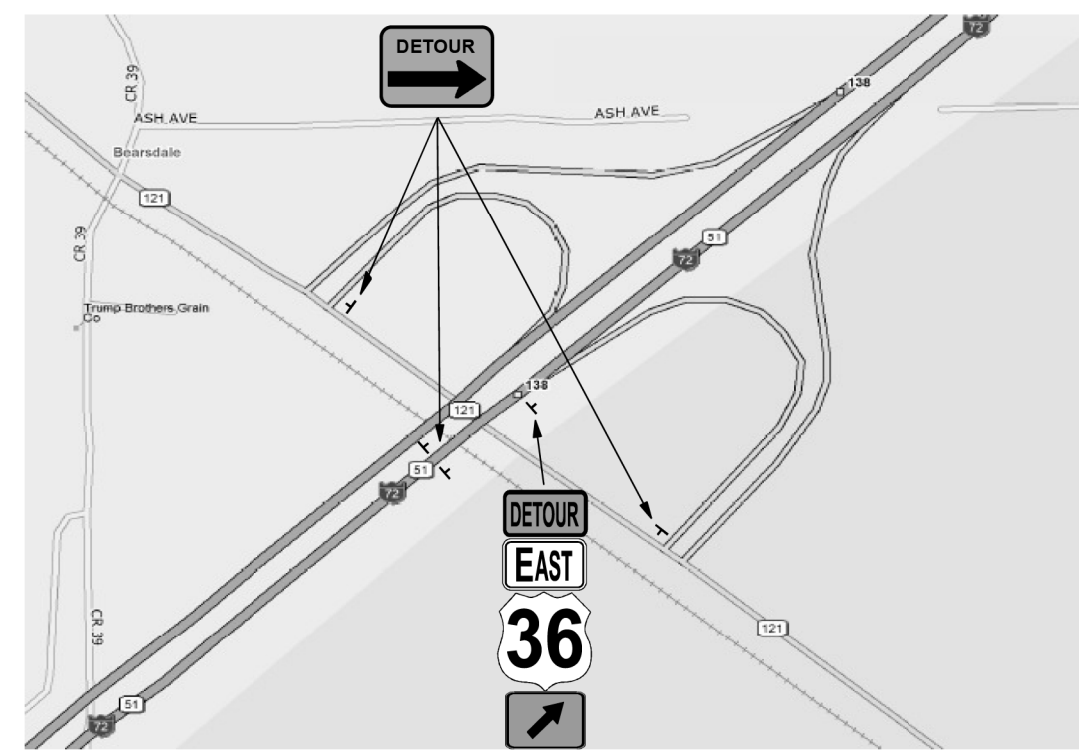 72
DETOUR
138
CR 39
ASH AVE
ASH AVE
Bearsdale
121
CR 39
51
72
Trump Brothers Grain
Co
138
121
51
72
DETOUR
EAST
36
CR 39
121
51
72